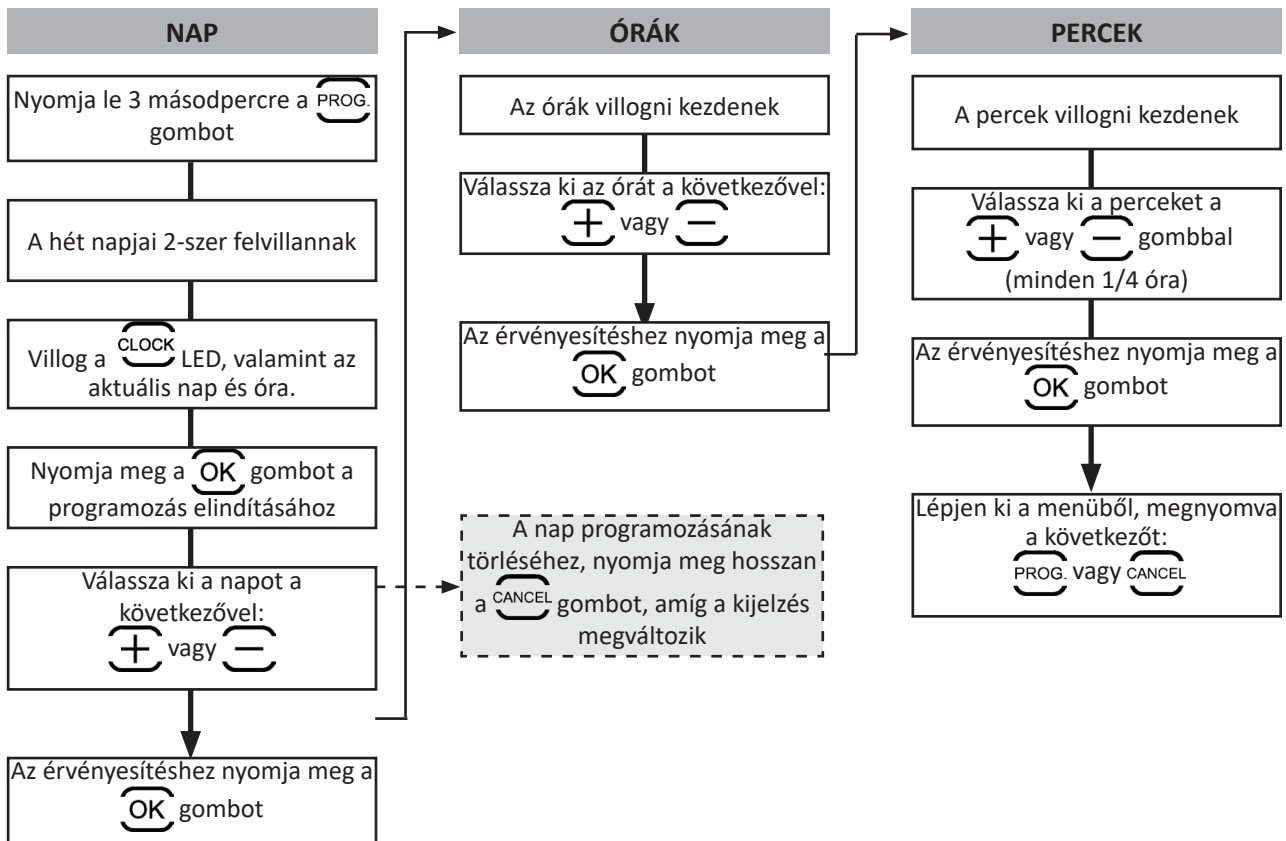 NAP
Nyomja le 3 másodpercre a PROG.
gombot
A hét napjai 2-szer felvillannak
Villog a CLOCK LED, valamint az
aktuális nap és óra.
Nyomja meg a OK gombot a
programozás elindításához
Válassza ki a napot a
következővel:
+ vagy −
Az érvényesítéshez nyomja meg a
OK gombot
ÓRÁK
Az órák villogni kezdenek
Válassza ki az órát a következővel:
+ vagy −
Az érvényesítéshez nyomja meg a
OK gombot
A nap programozásának
törléséhez, nyomja meg hosszan
a CANCEL gombot, amíg a kijelzés
megváltozik
PERCEK
A percek villogni kezdenek
Válassza ki a perceket a
+ vagy − gombbal
(minden 1/4 óra)
Az érvényesítéshez nyomja meg a
OK gombot
Lépjen ki a menüből, megnyomva
a következőt:
PROG. vagy CANCEL